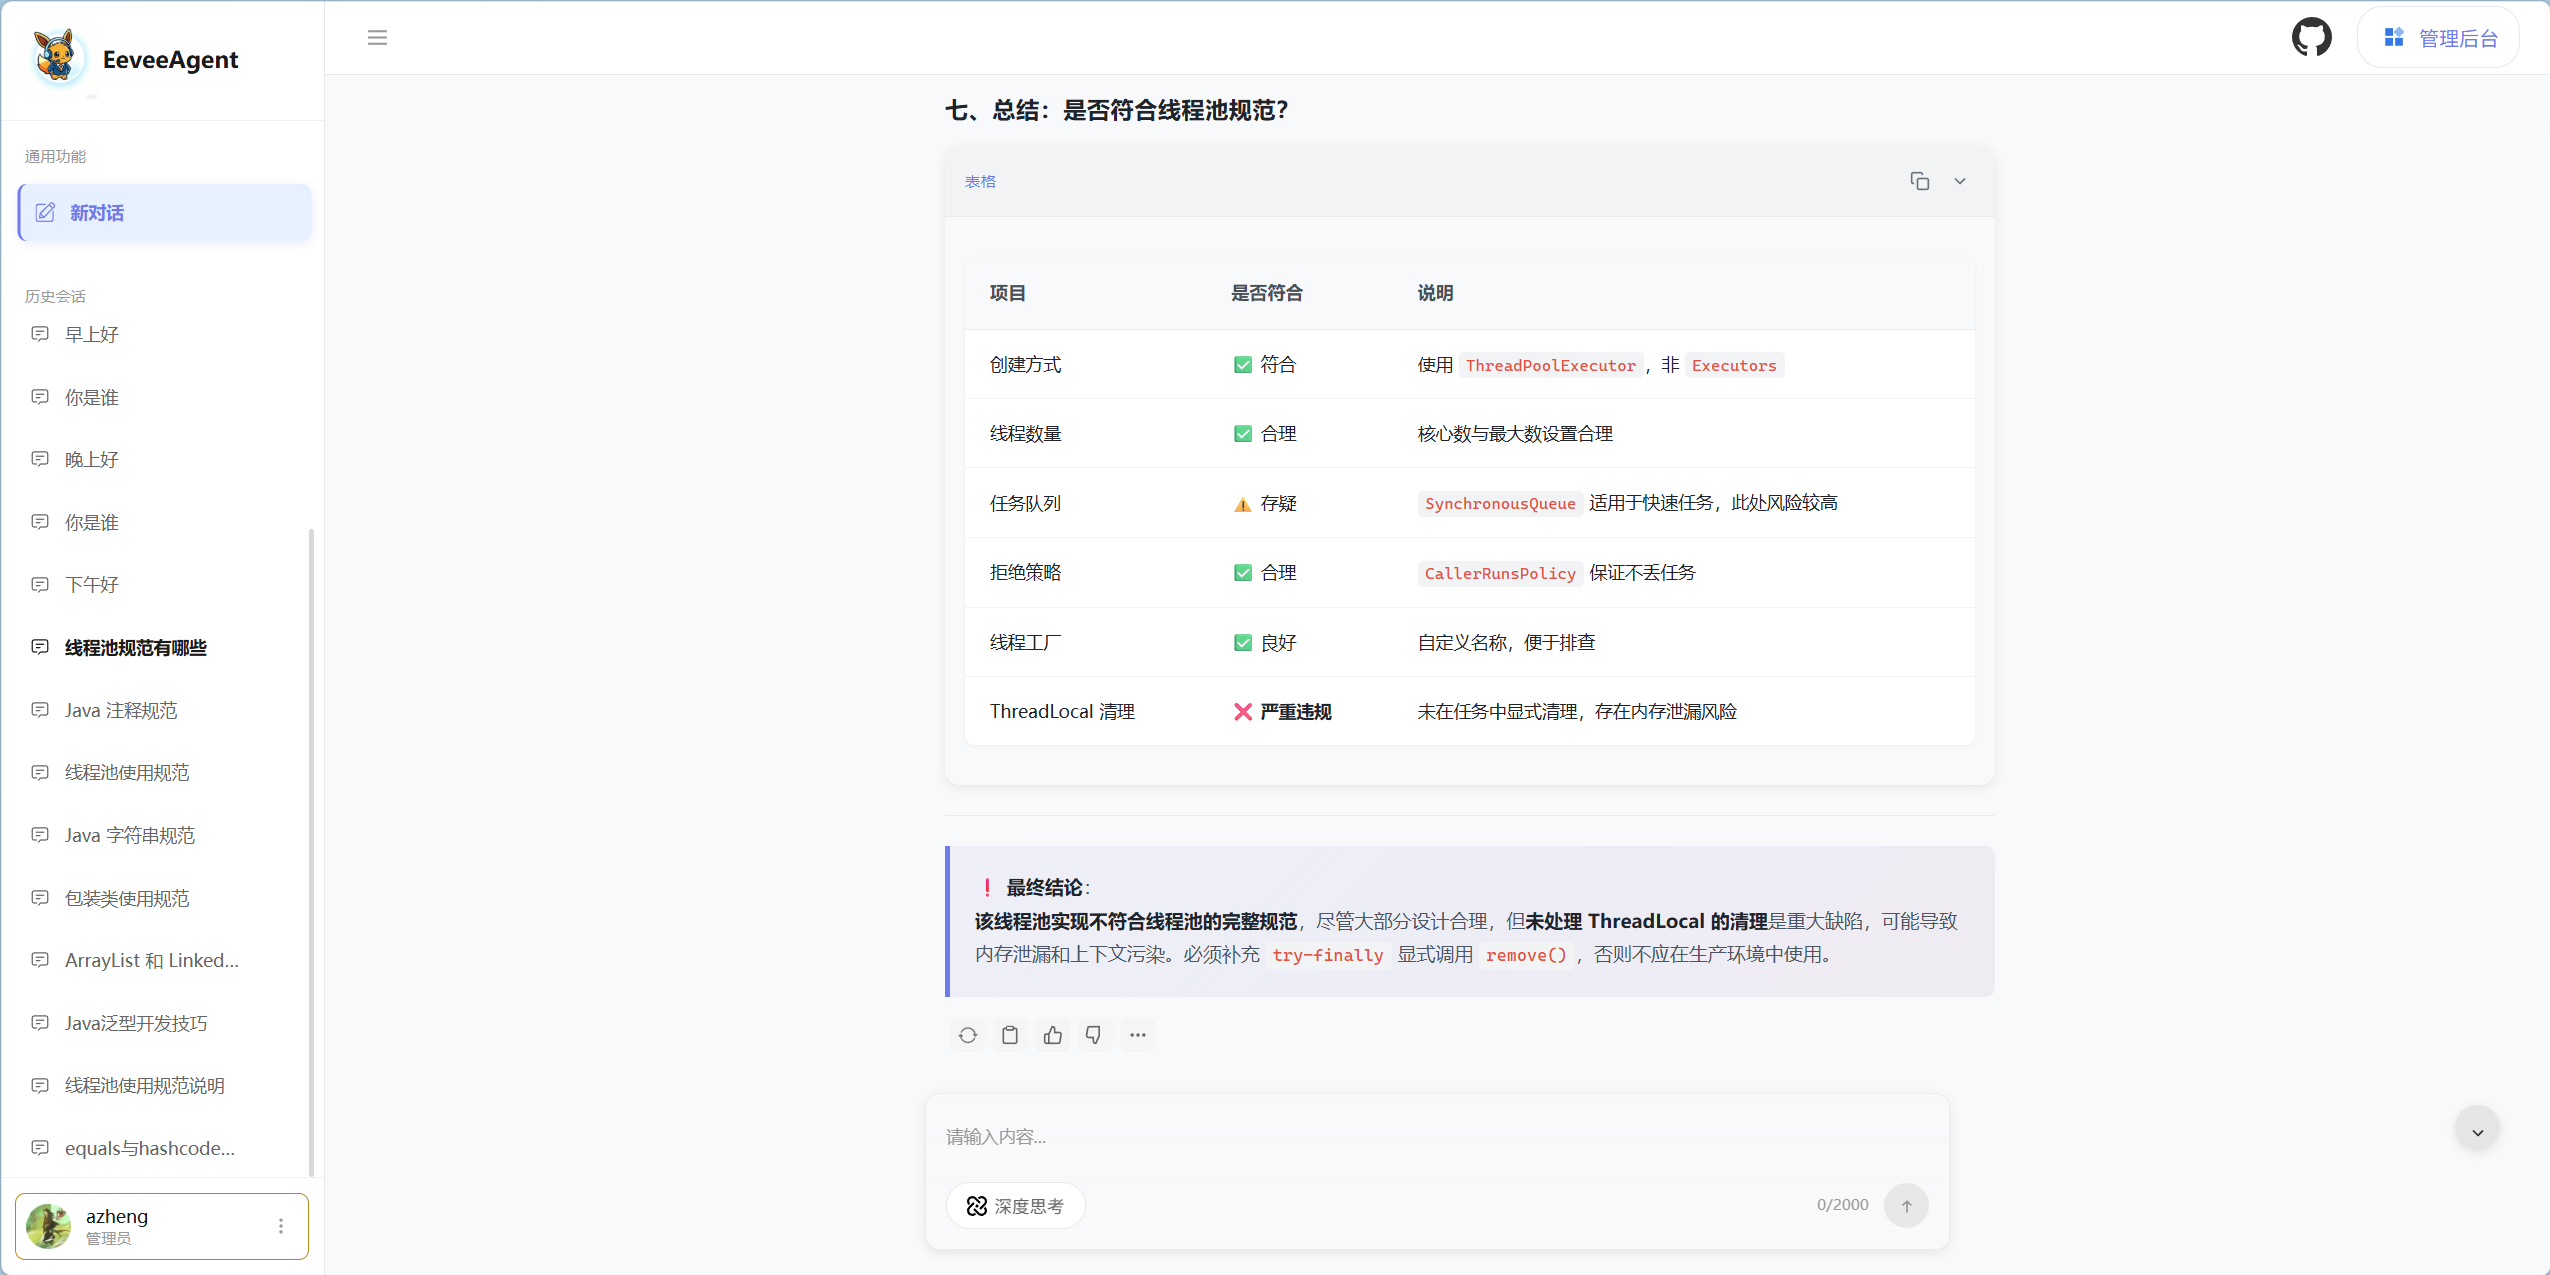 EeveeAgent
管理后台
通用功能
新对话
历史会话
早上好
你是谁
晚上好
你是谁
下午好
线程池规范有哪些
Java 注释规范
线程池使用规范
Java 字符串规范
包装类使用规范
ArrayList 和 Linked...
Java泛型开发技巧
线程池使用规范说明
equals与hashcode...
azheng
管理员
七、总结：是否符合线程池规范？
表格
项目 是否符合 说明
创建方式 ✅ 符合 使用 ThreadPoolExecutor，非 Executors
线程数量 ✅ 合理 核心数与最大数设置合理
任务队列 ⚠️ 存疑 SynchronousQueue 适用于快速任务，此处风险较高
拒绝策略 ✅ 合理 CallerRunsPolicy 保证不丢任务
线程工厂 ✅ 良好 自定义名称，便于排查
ThreadLocal 清理 ❌ 严重违规 未在任务中显式清理，存在内存泄漏风险
❗ 最终结论：
该线程池实现不符合线程池的完整规范，尽管大部分设计合理，但未处理 ThreadLocal 的清理是重大缺陷，可能导致
内存泄漏和上下文污染。必须补充 try-finally 显式调用 remove()，否则不应在生产环境中使用。
请输入内容...
深度思考
0/2000